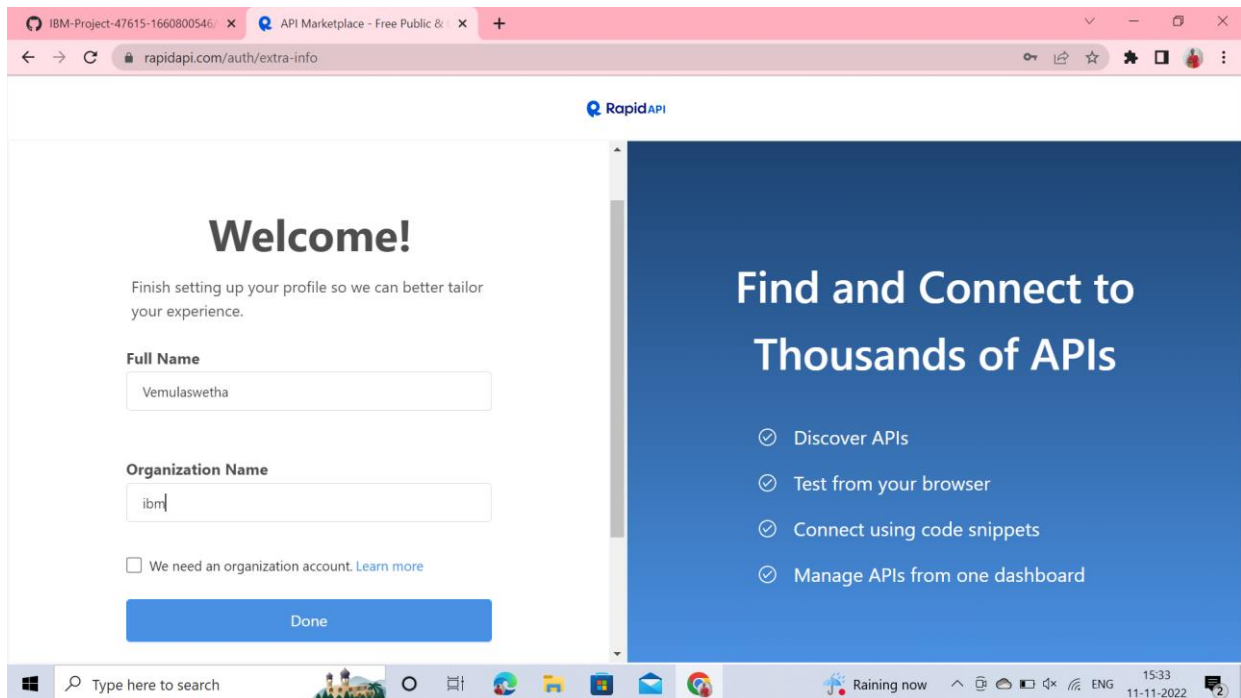 IBM-Project-47615-1660800546/
API Marketplace - Free Public &
rapidapi.com/auth/extra-info
Rapid API
Welcome!
Finish setting up your profile so we can better tailor
your experience.
Full Name
Vemulaswetha
Organization Name
ibm
We need an organization account. Learn more
Done
Find and Connect to
Thousands of APIs
Discover APIs
Test from your browser
Connect using code snippets
Manage APIs from one dashboard
Type here to search
Raining now
ENG
15:33
11-11-2022
2